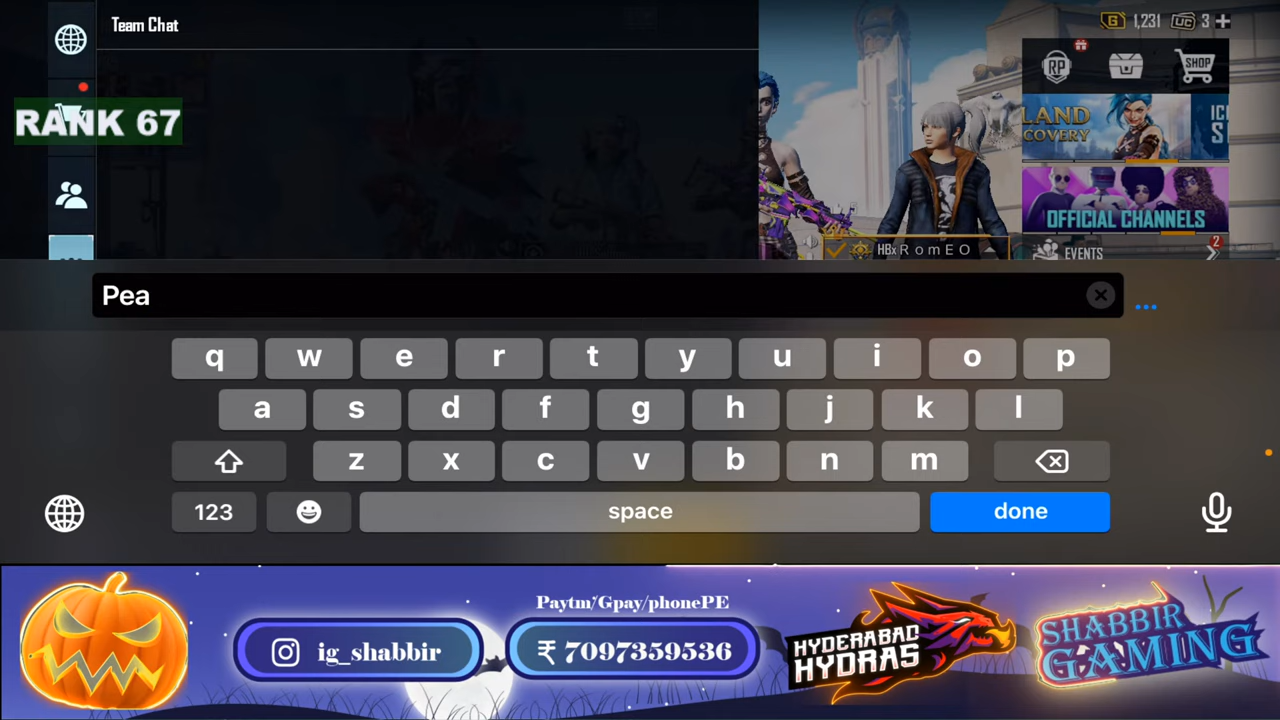 Team Chat
1,231
3
RP
SHOP
RANK 67
LAND
COVERY
OFFICIAL CHANNELS
HBxRomEO
EVENTS
2
Pea
q w e r t y u i o p
a s d f g h j k l
z x c v b n m
123
space
done
Paytm/Gpay/phonePE
ig_shabbir
₹ 7097359536
HYDERABAD
HYDRAS
SHABBIR
GAMING